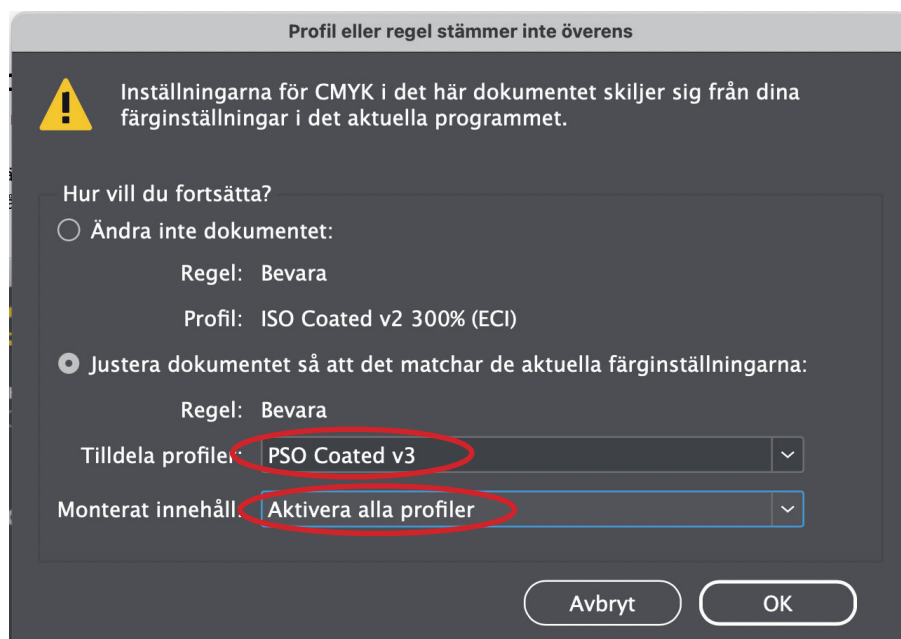 Profil eller regel stämmer inte överens
Inställningarna för CMYK i det här dokumentet skiljer sig från dina
färginställningar i det aktuella programmet.
Hur vill du fortsätta?
Ändra inte dokumentet:
Regel: Bevara
Profil: ISO Coated v2 300% (ECI)
Justera dokumentet så att det matchar de aktuella färginställningarna:
Regel: Bevara
Tilldela profiler: PSO Coated v3
Monterat innehåll: Aktivera alla profiler
Avbryt OK